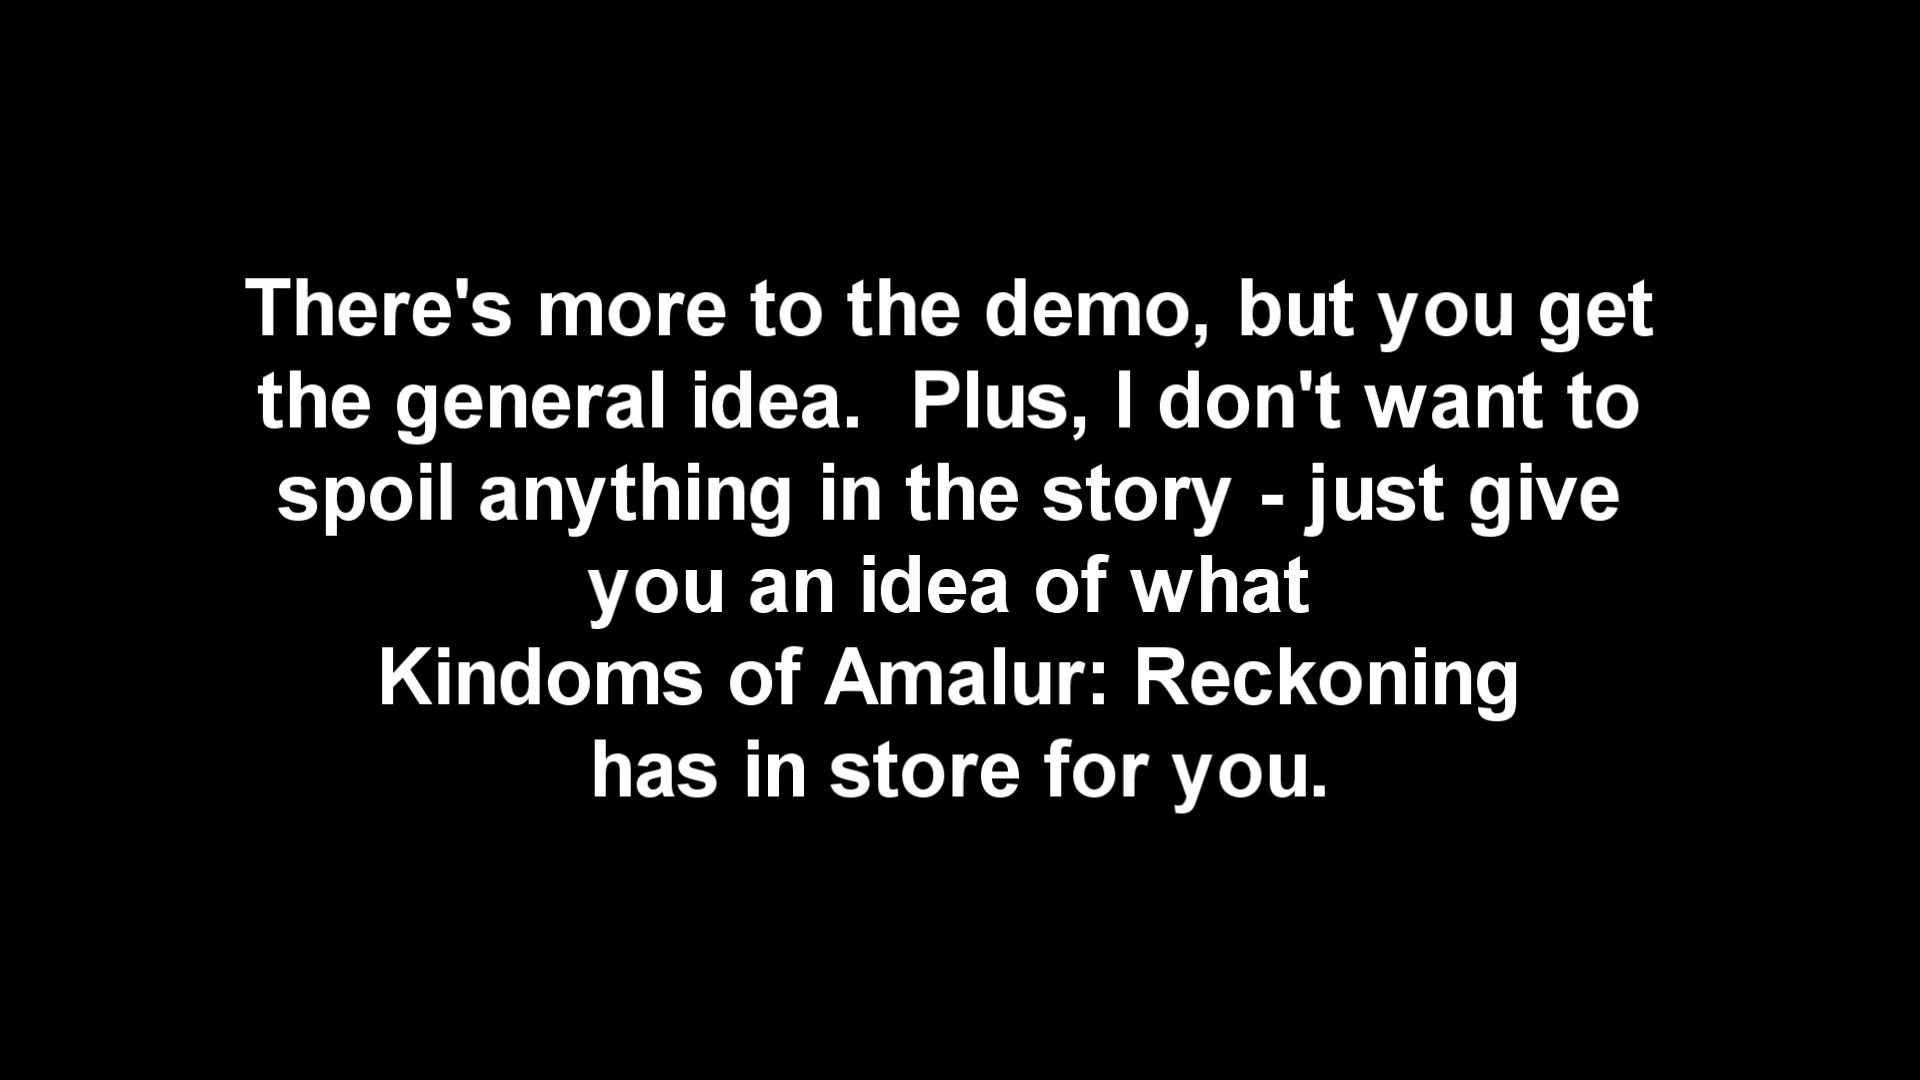 There's more to the demo, but you get
the general idea.  Plus, I don't want to
spoil anything in the story - just give
you an idea of what
Kindoms of Amalur: Reckoning
has in store for you.